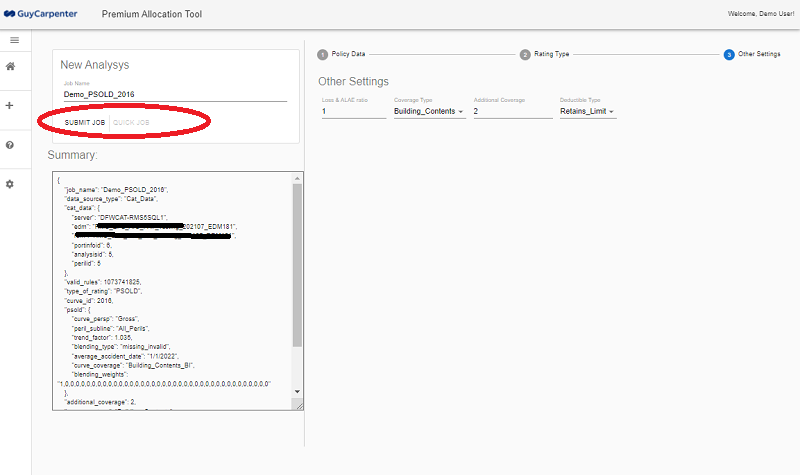 GuyCarpenter
Premium Allocation Tool
Welcome, Demo User!
New Analysys
Job Name
Demo_PSOLD_2016
SUBMIT JOB
QUICK JOB
Summary:
{
"job_name": "Demo_PSOLD_2016",
"data_source_type": "Cat_Data",
"cat_data": {
"server": "DFWCAT-RMS5SQL1",
"edm": 202107_EDM181",
"portinfoid": 6,
"analysisid": 5,
"perilid": 5
},
"valid_rules": 1073741825,
"type_of_rating": "PSOLD",
"curve_id": 2016,
"psold": {
"curve_persp": "Gross",
"peril_subline": "All_Perils",
"trend_factor": 1.035,
"blending_type": "missing_invalid",
"average_accident_date": "1/1/2022",
"curve_coverage": "Building_Contents_BI",
"blending_weights":
"1,0,0,0,0,0,0,0,0,0,0,0,0,0,0,0,0,0,0,0,0,0,0,0,0,0,0,0,0,0,0,0,0,0,0,0,0,0"
},
"additional_coverage": 2,
1 Policy Data
2 Rating Type
3 Other Settings
Other Settings
Loss & ALAE ratio
1
Coverage Type
Building_Contents
Additional Coverage
2
Deductible Type
Retains_Limit